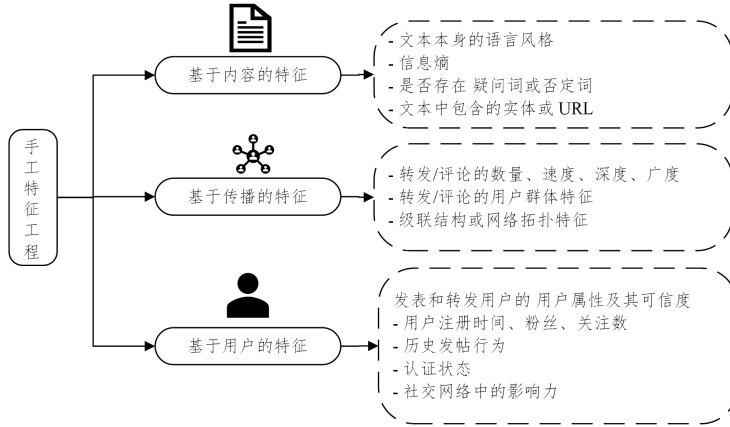 手工特征工程
基于内容的特征
- 文本本身的语言风格
- 信息熵
- 是否存在 疑问词或否定词
- 文本中包含的实体或 URL
基于传播的特征
- 转发/评论的数量、速度、深度、广度
- 转发/评论的用户群体特征
- 级联结构或网络拓扑特征
基于用户的特征
发表和转发用户的 用户属性及其可信度
- 用户注册时间、粉丝、关注数
- 历史发帖行为
- 认证状态
- 社交网络中的影响力